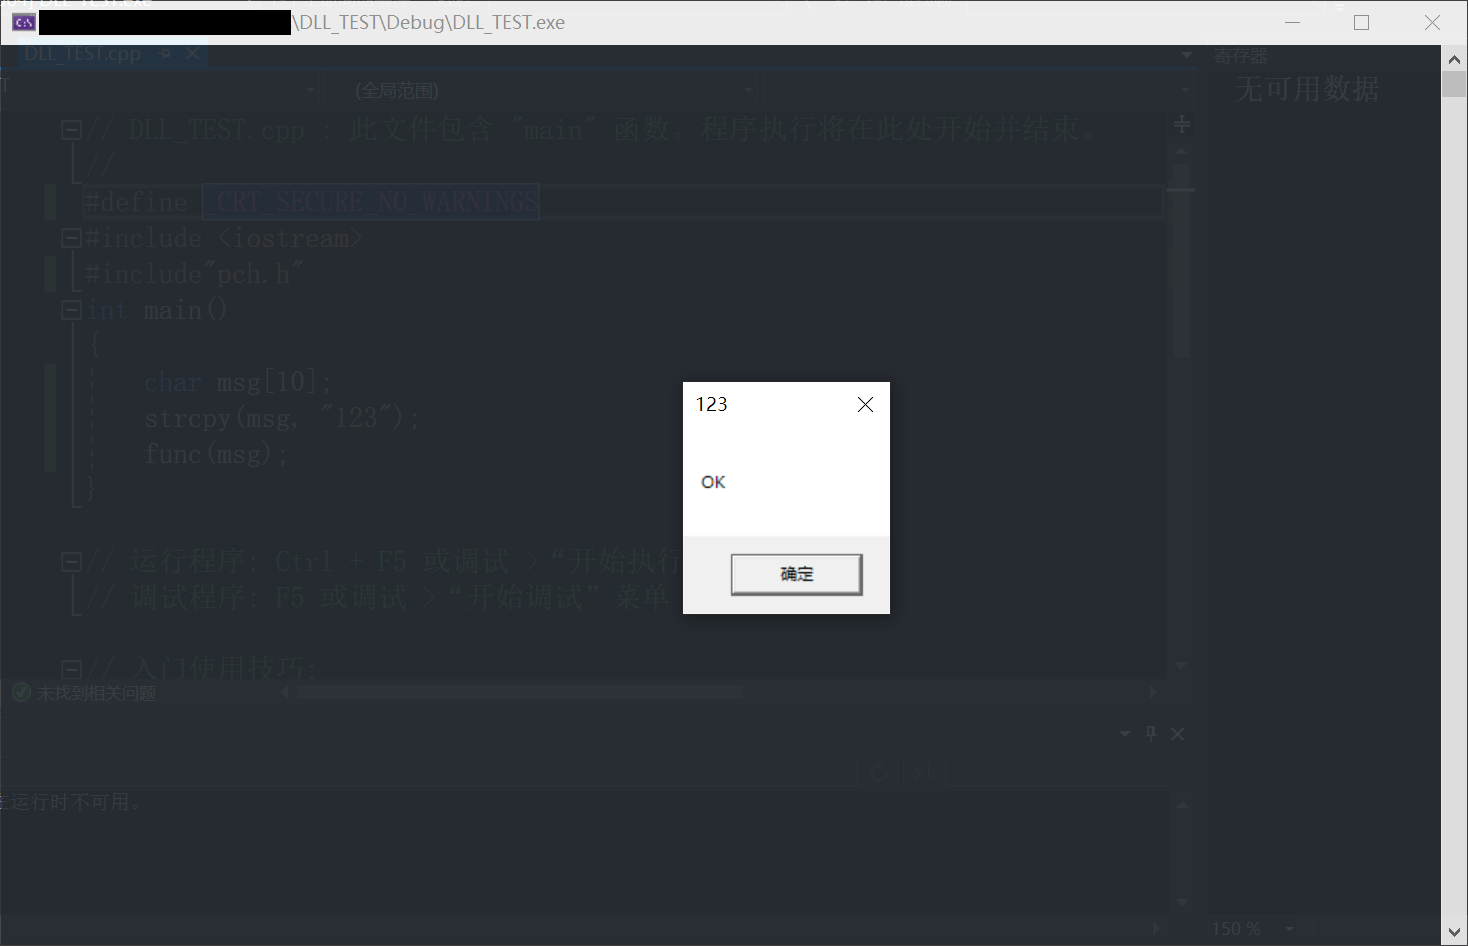 \DLL_TEST\Debug\DLL_TEST.exe
DLL_TEST.cpp
寄存器
(全局范围)
无可用数据
// DLL_TEST.cpp : 此文件包含 "main" 函数。程序执行将在此处开始并结束。
//
#define _CRT_SECURE_NO_WARNINGS
#include <iostream>
#include"pch.h"
int main()
{
char msg[10];
strcpy(msg, "123");
func(msg);
}
123
OK
确定
// 运行程序: Ctrl + F5 或调试 >“开始执行
// 调试程序: F5 或调试 >“开始调试”菜单
// 入门使用技巧:
未找到相关问题
列:
在运行时不可用。
150 %